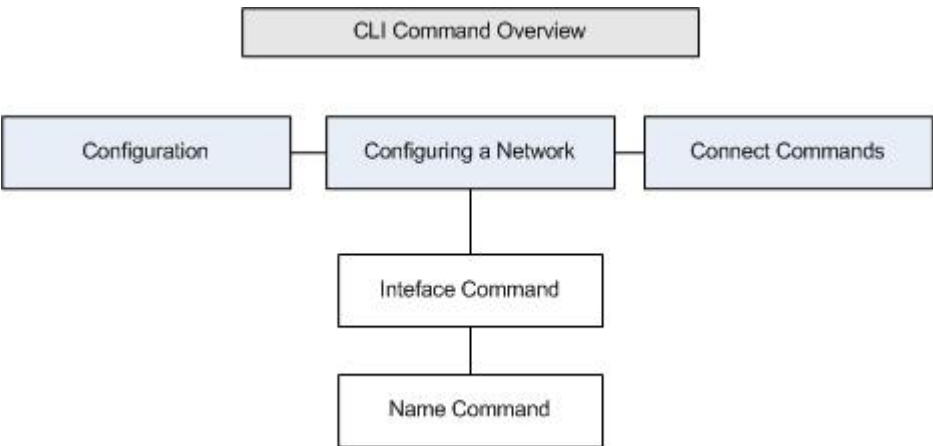 CLI Command Overview
Configuration
Configuring a Network
Connect Commands
Inteface Command
Name Command